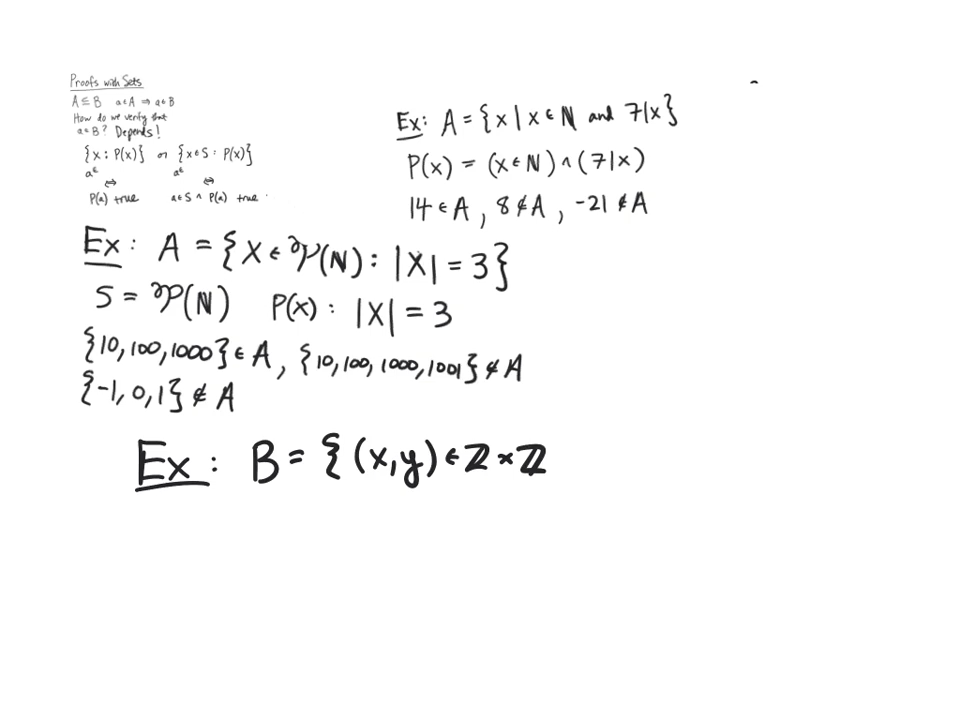 Proofs with Sets
A ⊆ B a ∈ A ⇒ a ∈ B
How do we verify that
a ∈ B? Depends!
{x : P(x)} or {x ∈ S : P(x)}
a ∈ a ∈
⇔ ⇔
P(a) true a ∈ S ∧ P(a) true
Ex: A = {x | x ∈ ℕ and 7|x}
P(x) = (x ∈ ℕ) ∧ (7|x)
14 ∈ A, 8 ∉ A, -21 ∉ A
Ex: A = {X ∈ 𝒫(ℕ) : |X| = 3}
S = 𝒫(ℕ) P(x) : |X| = 3
{10, 100, 1000} ∈ A, {10, 100, 1000, 1001} ∉ A
{-1, 0, 1} ∉ A
Ex: B = {(x, y) ∈ ℤ × ℤ